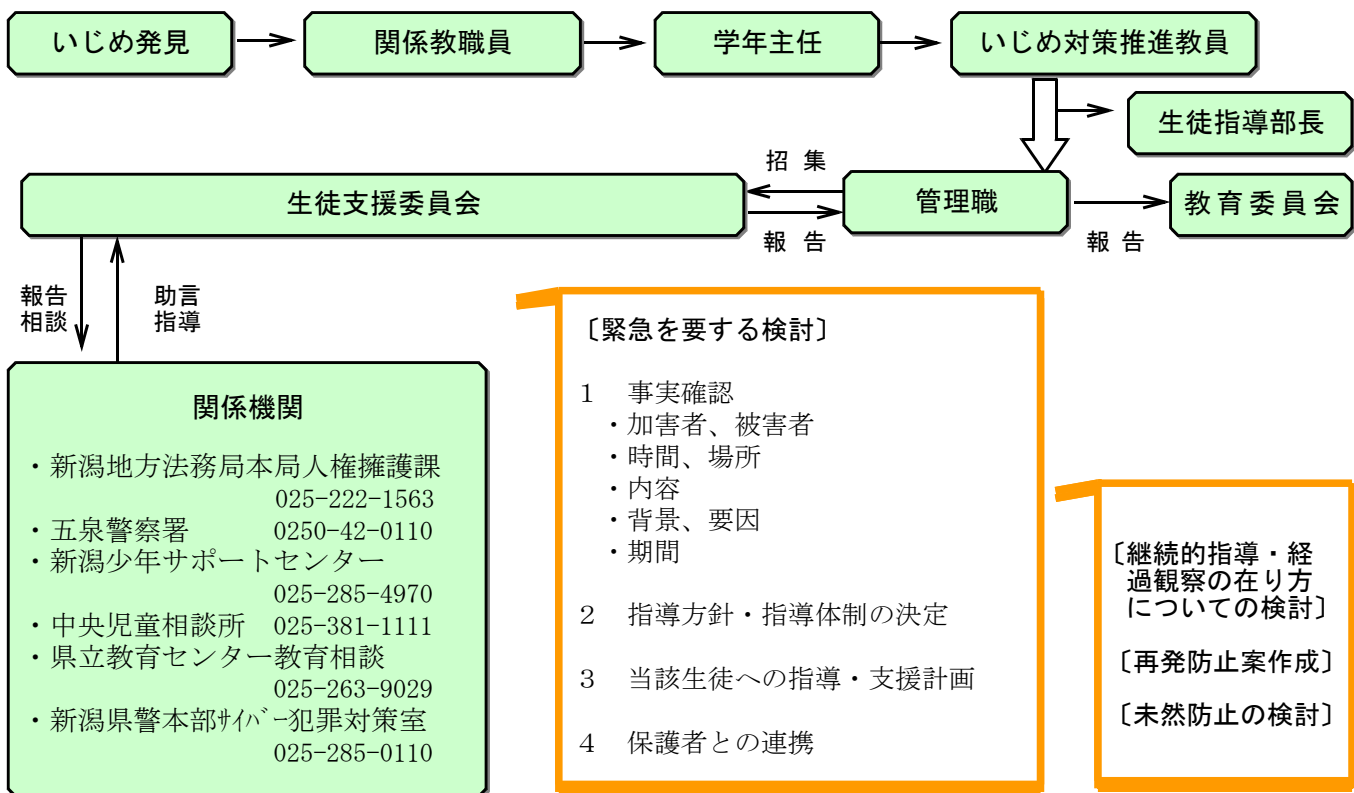 いじめ発見
関係教職員
学年主任
いじめ対策推進教員
生徒指導部長
招 集
生徒支援委員会
管理職
教育委員会
報 告
報 告
報告
相談
助言
指導
関係機関
・新潟地方法務局本局人権擁護課
025-222-1563
・五泉警察署 0250-42-0110
・新潟少年サポートセンター
025-285-4970
・中央児童相談所 025-381-1111
・県立教育センター教育相談
025-263-9029
・新潟県警本部ｻｲﾊﾞｰ犯罪対策室
025-285-0110
〔緊急を要する検討〕
1 事実確認
・加害者、被害者
・時間、場所
・内容
・背景、要因
・期間
2 指導方針・指導体制の決定
3 当該生徒への指導・支援計画
4 保護者との連携
〔継続的指導・経
過観察の在り方
についての検討〕
〔再発防止案作成〕
〔未然防止の検討〕